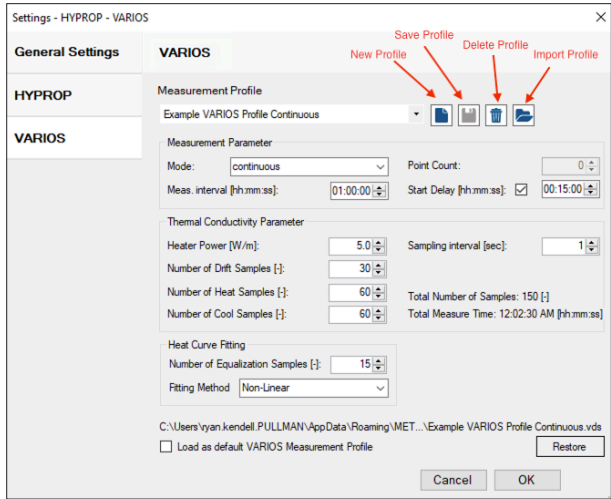 Settings - HYPROP - VARIOS
General Settings
HYPROP
VARIOS
VARIOS
New Profile
Save Profile
Delete Profile
Import Profile
Measurement Profile
Example VARIOS Profile Continuous
Measurement Parameter
Mode: continuous
Point Count: 0
Meas. interval [hh:mm:ss]: 01:00:00
Start Delay [hh:mm:ss]: 00:15:00
Thermal Conductivity Parameter
Heater Power [W/m]: 5.0
Sampling interval [sec]: 1
Number of Drift Samples [-]: 30
Number of Heat Samples [-]: 60
Total Number of Samples: 150 [-]
Number of Cool Samples [-]: 60
Total Measure Time: 12:02:30 AM [hh:mm:ss]
Heat Curve Fitting
Number of Equalization Samples [-]: 15
Fitting Method Non-Linear
C:\Users\ryan.kendell.PULLMAN\AppData\Roaming\MET...\Example VARIOS Profile Continuous.vds
Load as default VARIOS Measurement Profile
Restore
Cancel
OK